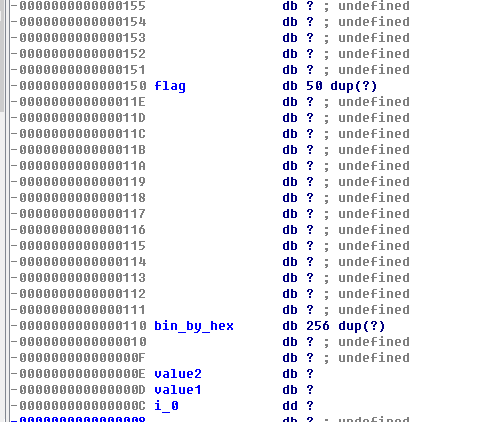 -0000000000000155 db ? ; undefined
-0000000000000154 db ? ; undefined
-0000000000000153 db ? ; undefined
-0000000000000152 db ? ; undefined
-0000000000000151 db ? ; undefined
-0000000000000150 flag db 50 dup(?)
-000000000000011E db ? ; undefined
-000000000000011D db ? ; undefined
-000000000000011C db ? ; undefined
-000000000000011B db ? ; undefined
-000000000000011A db ? ; undefined
-0000000000000119 db ? ; undefined
-0000000000000118 db ? ; undefined
-0000000000000117 db ? ; undefined
-0000000000000116 db ? ; undefined
-0000000000000115 db ? ; undefined
-0000000000000114 db ? ; undefined
-0000000000000113 db ? ; undefined
-0000000000000112 db ? ; undefined
-0000000000000111 db ? ; undefined
-0000000000000110 bin_by_hex db 256 dup(?)
-0000000000000010 db ? ; undefined
-000000000000000F db ? ; undefined
-000000000000000E value2 db ?
-000000000000000D value1 db ?
-000000000000000C i_0 dd ?
db ? ; undefined